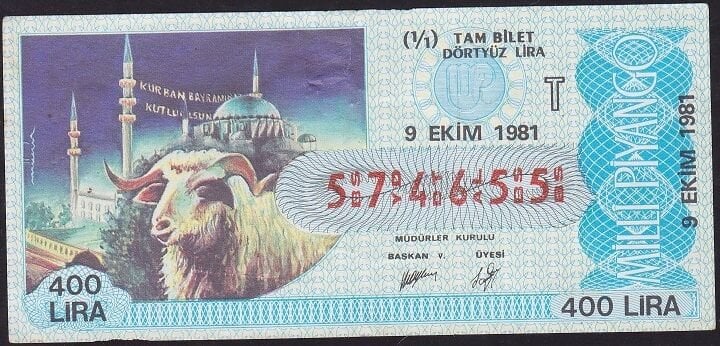 KURBAN BAYRAMINIZ
KUTLU OLSUN
(1/1) TAM BİLET
DÖRTYÜZ LİRA
MP
T
9 EKİM 1981
574655
MÜDÜRLER KURULU
BAŞKAN v. ÜYESİ
400
LİRA
400 LİRA
MİLLİ PİYANGO
9 EKİM 1981